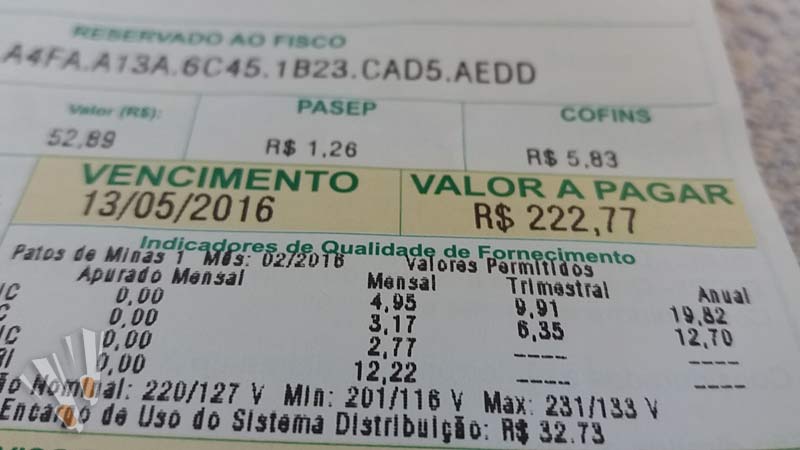 RESERVADO AO FISCO
A4FA.A13A.6C45.1B23.CAD5.AEDD
Valor (R$): PASEP COFINS
52,89 R$ 1,26 R$ 5,83
VENCIMENTO VALOR A PAGAR
13/05/2016 R$ 222,77
Indicadores de Qualidade de Fornecimento
Patos de Minas 1 Mês: 02/2016 Valores Permitidos
Apurado Mensal Mensal Trimestral Anual
IC 0,00 4,95 9,91 19,82
C 0,00 3,17 6,35 12,70
IC 0,00 2,77 ---- ----
RI 0,00 12,22 ---- ----
ão Nominal: 220/127 V Min: 201/116 V Max: 231/133 V
Encargo de Uso do Sistema Distribuição: R$ 32,73